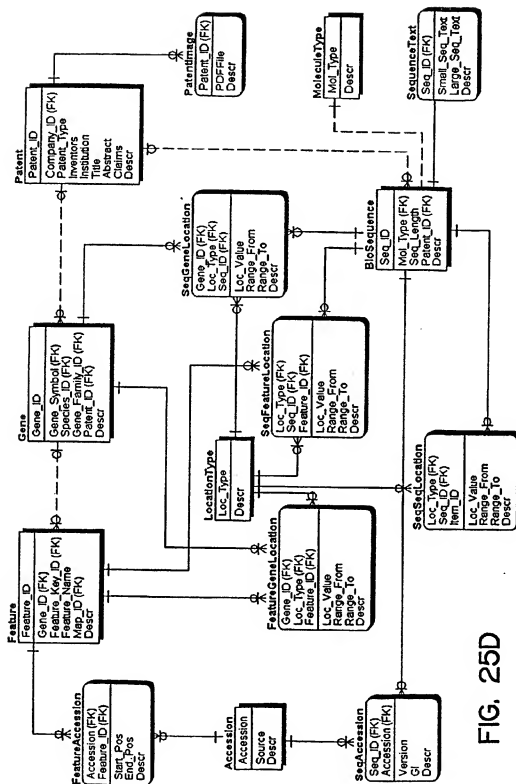 Patent
Patent_ID
Company_ID (FK)
Patent_Type
Inventors
Institution
Title
Abstract
Claims
Descr
PatentImage
Patent_ID (FK)
PDFFile
Descr
Gene
Gene_ID
Gene_Symbol (FK)
Species_ID (FK)
Gene_Family_ID (FK)
Patent_ID (FK)
Descr
SeqGeneLocation
Gene_ID (FK)
Loc_Type (FK)
Seq_ID (FK)
Loc_Value
Range_From
Range_To
Descr
MoleculeType
Mol_Type
Descr
SequenceText
Seq_ID (FK)
Small_Seq_Text
Large_Seq_Text
Descr
BioSequence
Seq_ID
Mol_Type (FK)
Seq_Length
Patent_ID (FK)
Descr
Feature
Feature_ID
Gene_ID (FK)
Feature_Key_ID (FK)
Feature_Name
Map_ID (FK)
Descr
LocationType
Loc_Type
Descr
SeqFeatureLocation
Loc_Type (FK)
Seq_ID (FK)
Feature_ID (FK)
Loc_Value
Range_From
Range_To
Descr
FeatureGeneLocation
Gene_ID (FK)
Loc_Type (FK)
Feature_ID (FK)
Loc_Value
Range_From
Range_To
Descr
SeqSeqLocation
Loc_Type (FK)
Seq_ID (FK)
Item_ID
Loc_Value
Range_From
Range_To
Descr
FeatureAccession
Accession (FK)
Feature_ID (FK)
Start_Pos
End_Pos
Descr
Accession
Accession
Source
Descr
SeqAccession
Seq_ID (FK)
Accession (FK)
Version
GI
Descr
FIG. 25D